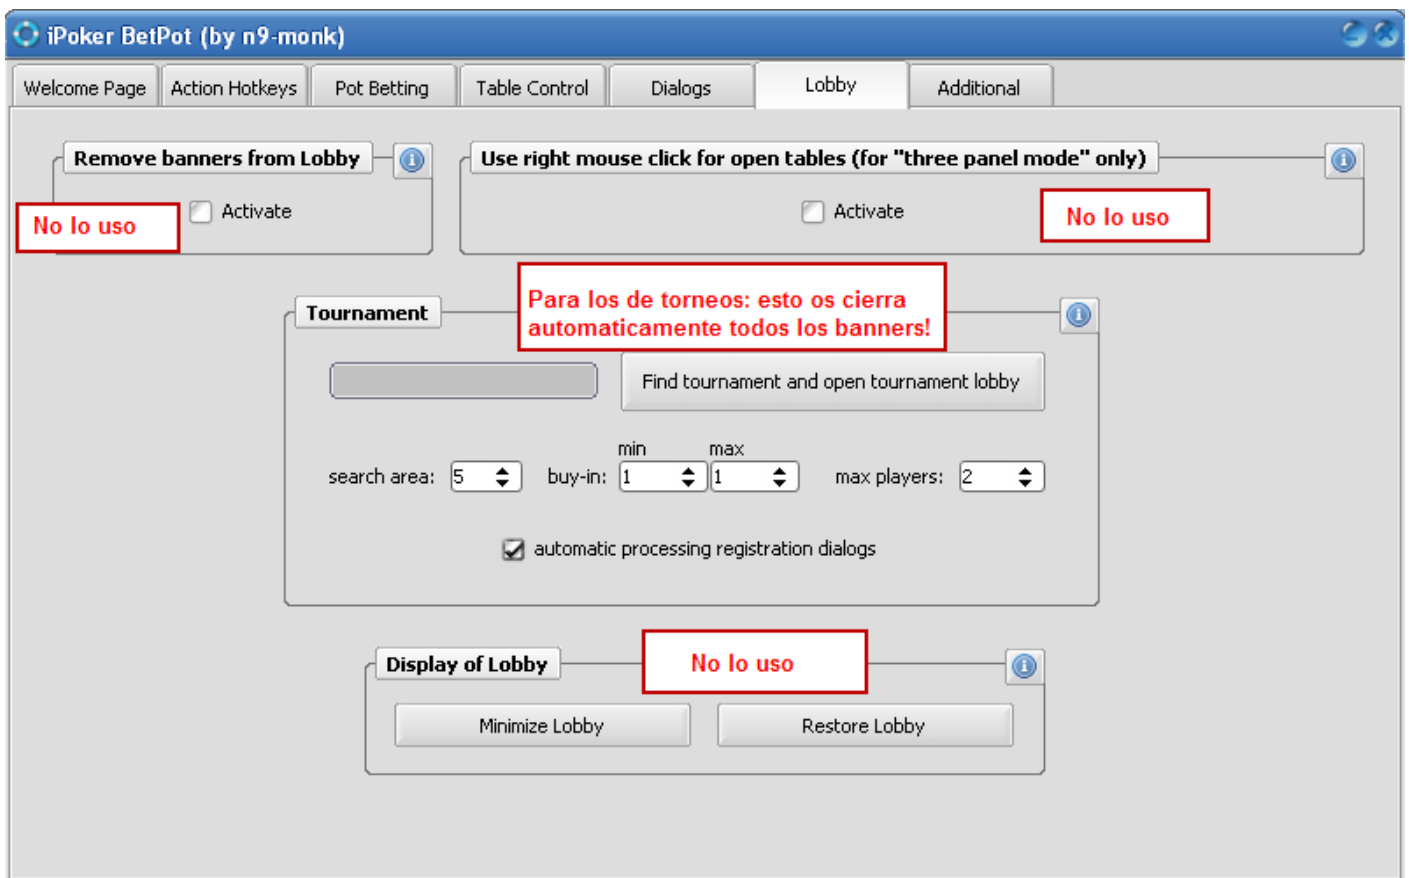 iPoker BetPot (by n9-monk)
Welcome Page Action Hotkeys Pot Betting Table Control Dialogs Lobby Additional
Remove banners from Lobby
Activate
No lo uso
Use right mouse click for open tables (for "three panel mode" only)
Activate
No lo uso
Tournament
Para los de torneos: esto os cierra
automaticamente todos los banners!
Find tournament and open tournament lobby
min max
search area: 5 buy-in: 1 1 max players: 2
automatic processing registration dialogs
Display of Lobby
No lo uso
Minimize Lobby Restore Lobby